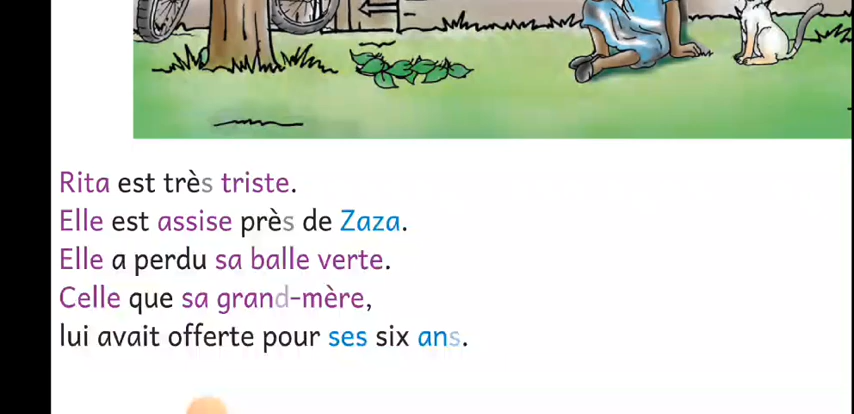 Rita est très triste.
Elle est assise près de Zaza.
Elle a perdu sa balle verte.
Celle que sa grand-mère,
lui avait offerte pour ses six ans.